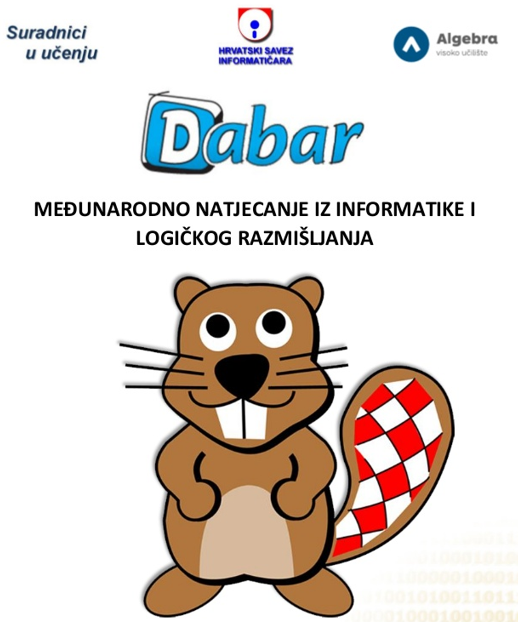 Suradnici
u učenju
HRVATSKI SAVEZ
INFORMATIČARA
Algebra
visoko učilište
Dabar
MEĐUNARODNO NATJECANJE IZ INFORMATIKE I
LOGIČKOG RAZMIŠLJANJA